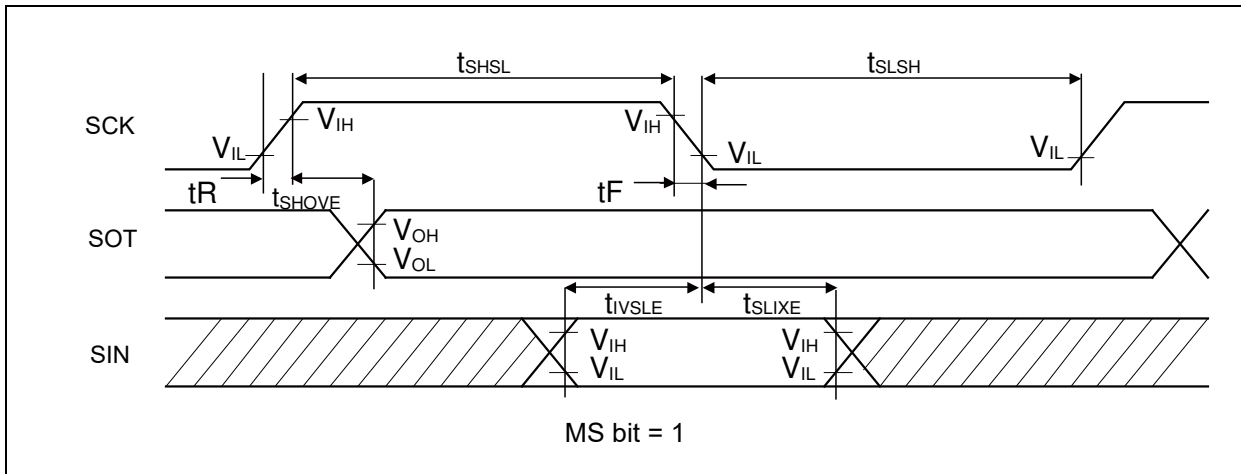 tSHSL
tSLSH
SCK
VIH
VIH
VIL
VIL
VIL
tR
tSHOVE
tF
SOT
VOH
VOL
tIVSLE
tSLIXE
SIN
VIH
VIH
VIL
VIL
MS bit = 1